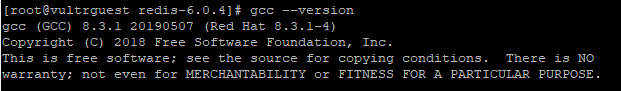 [root@vultrguest redis-6.0.4]# gcc --version
gcc (GCC) 8.3.1 20190507 (Red Hat 8.3.1-4)
Copyright (C) 2018 Free Software Foundation, Inc.
This is free software; see the source for copying conditions.  There is NO
warranty; not even for MERCHANTABILITY or FITNESS FOR A PARTICULAR PURPOSE.